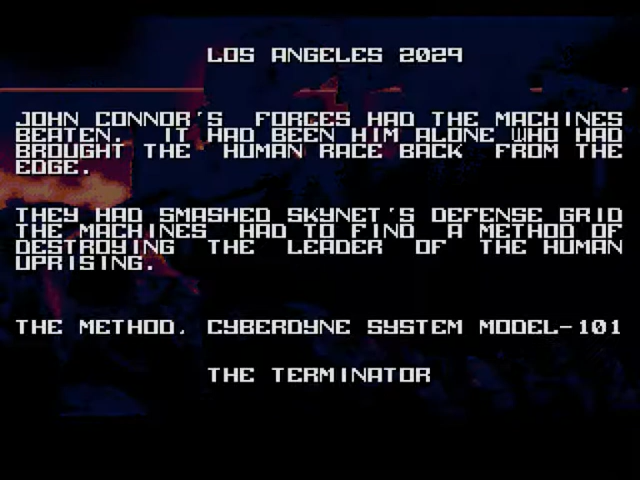 LOS ANGELES 2029
JOHN CONNOR'S FORCES HAD THE MACHINES
BEATEN. IT HAD BEEN HIM ALONE WHO HAD
BROUGHT THE HUMAN RACE BACK FROM THE
EDGE.
THEY HAD SMASHED SKYNET'S DEFENSE GRID
THE MACHINES HAD TO FIND A METHOD OF
DESTROYING THE LEADER OF THE HUMAN
UPRISING.
THE METHOD. CYBERDYNE SYSTEM MODEL-101
THE TERMINATOR